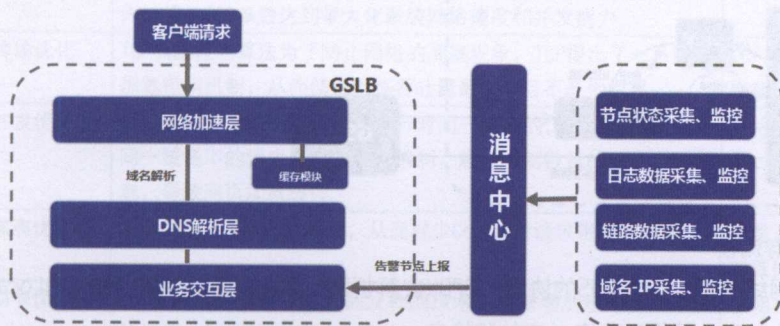 客户端请求
GSLB
网络加速层
域名解析
缓存模块
DNS解析层
业务交互层
消息中心
告警节点上报
节点状态采集、监控
日志数据采集、监控
链路数据采集、监控
域名-IP采集、监控